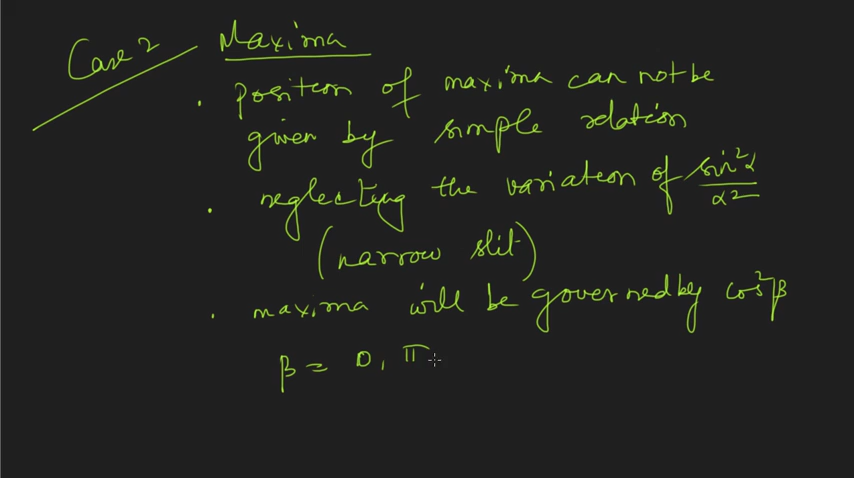 Case 2 Maxima
. position of maxima can not be
given by simple relation
. neglecting the variation of sin²α/α²
(narrow slit)
. maxima will be governed by cos²β
β = 0, π